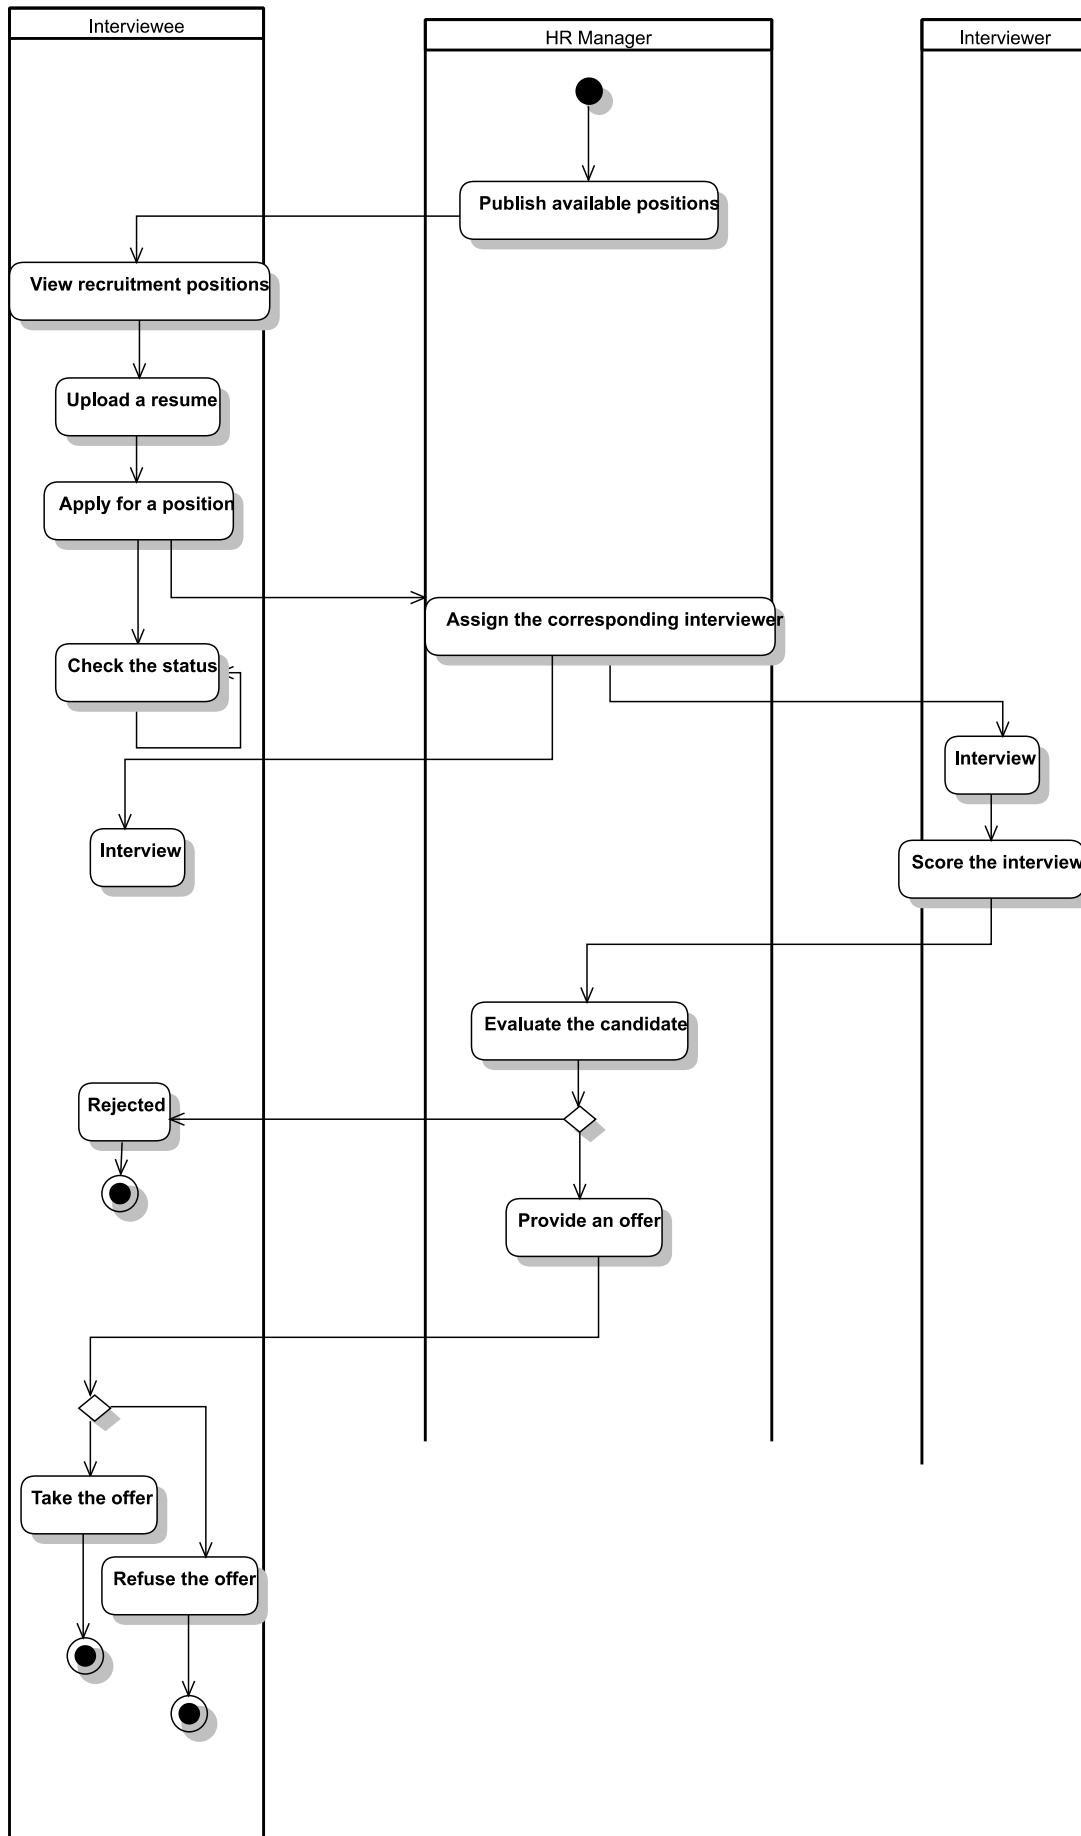 Interviewee
HR Manager
Interviewer
Publish available positions
View recruitment positions
Upload a resume
Apply for a position
Assign the corresponding interviewer
Check the status
Interview
Interview
Score the interview
Evaluate the candidate
Rejected
Provide an offer
Take the offer
Refuse the offer